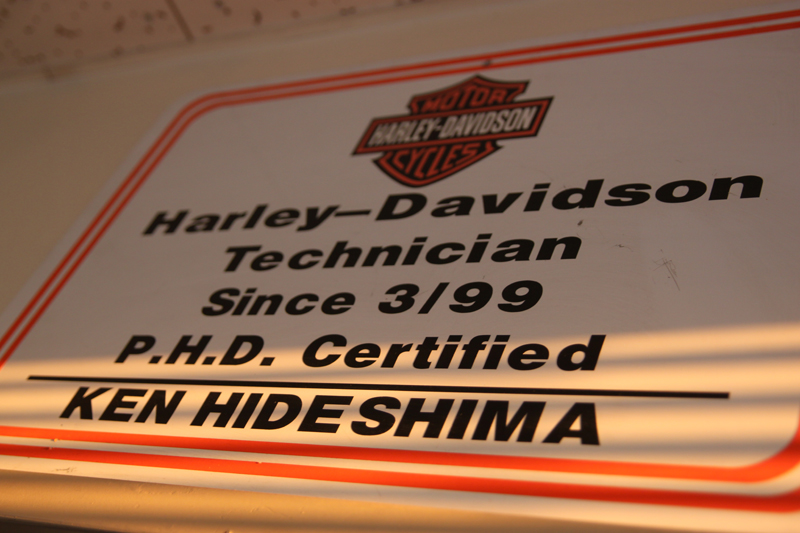 MOTOR
HARLEY-DAVIDSON
CYCLES
Harley-Davidson
Technician
Since 3/99
P.H.D. Certified
KEN HIDESHIMA